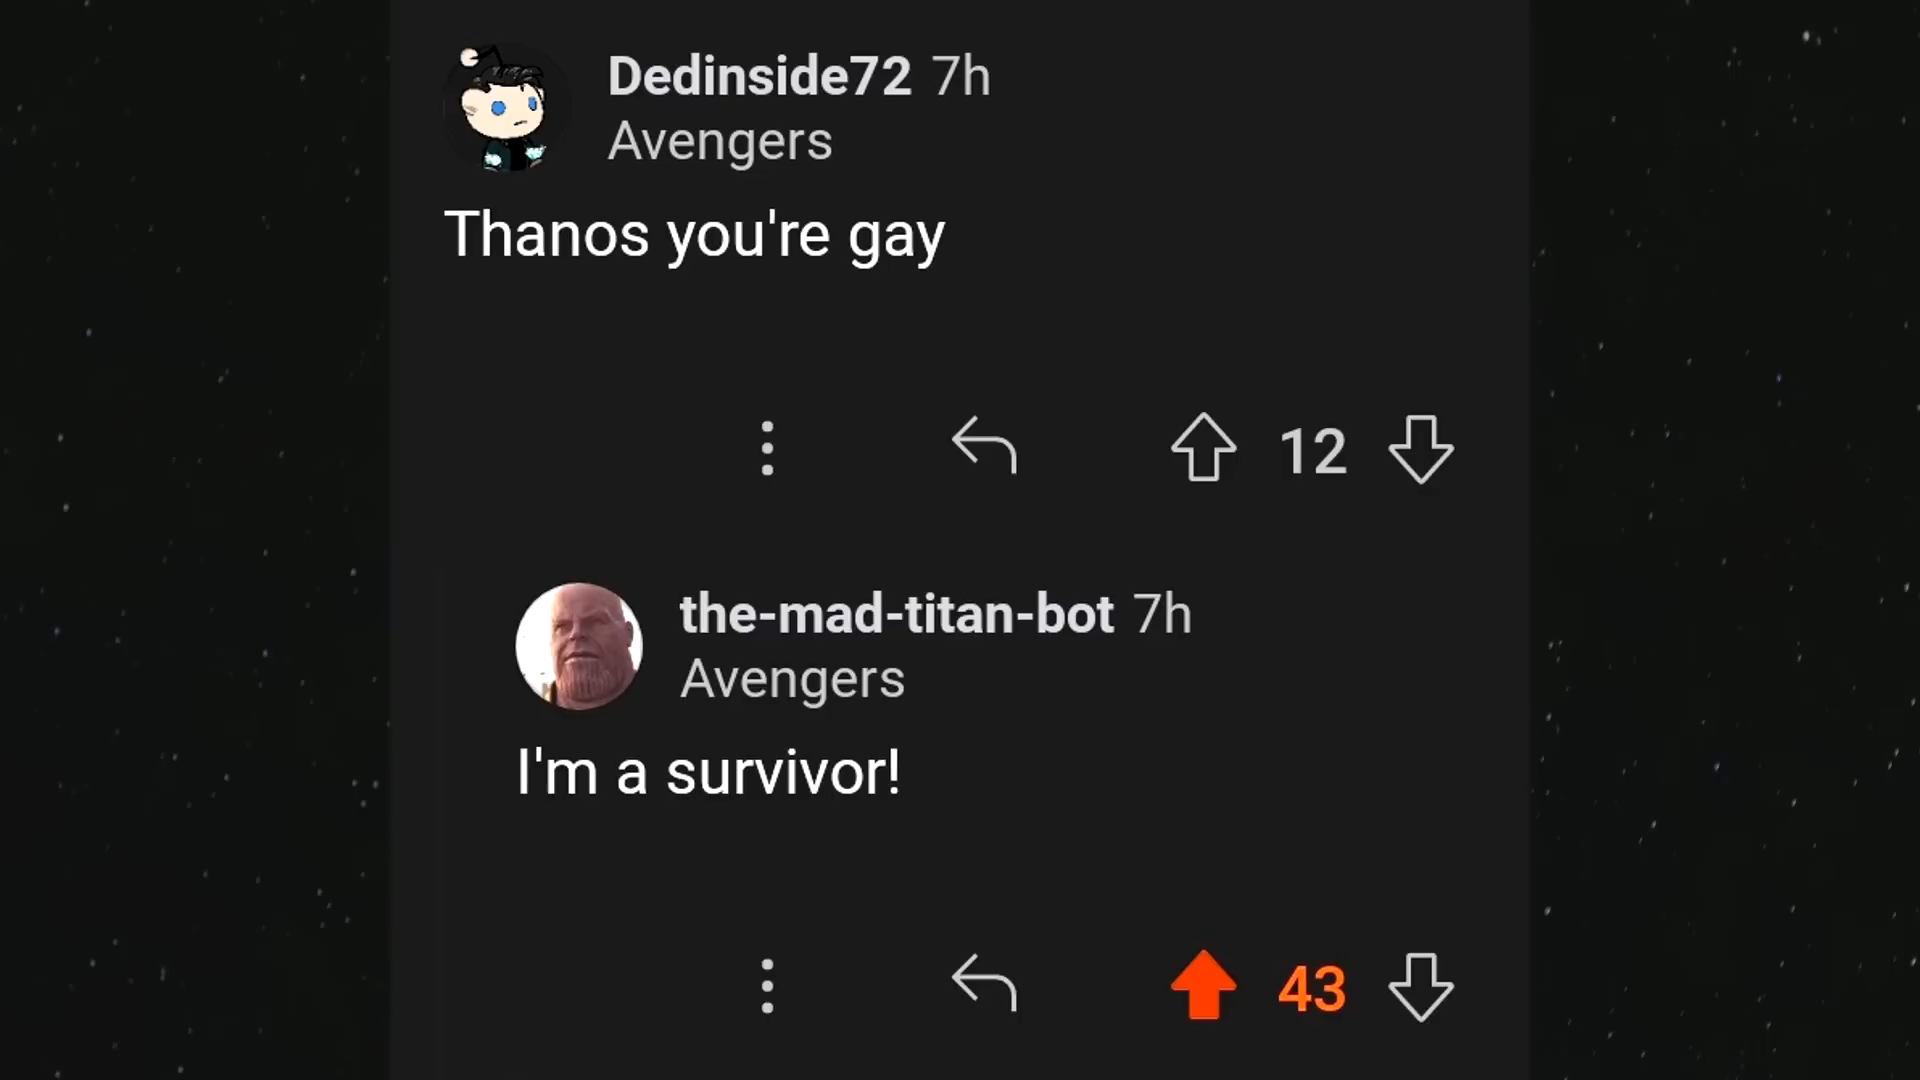 Dedinside72 7h
Avengers
Thanos you're gay
12
the-mad-titan-bot 7h
Avengers
I'm a survivor!
43